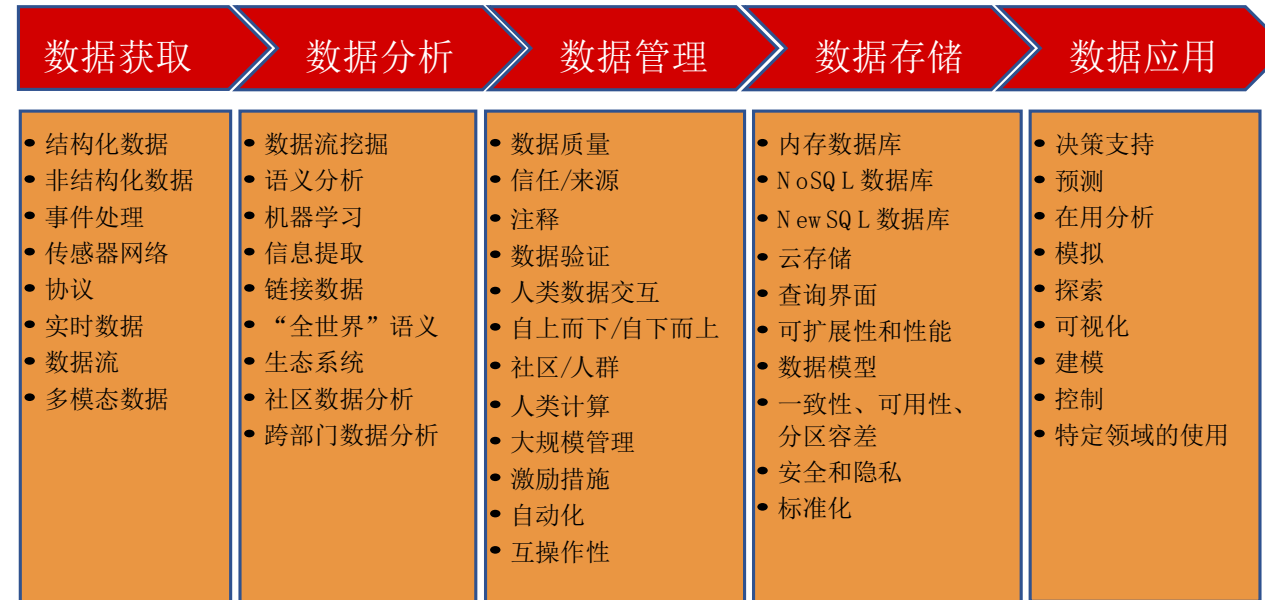 数据获取
数据分析
数据管理
数据存储
数据应用
• 结构化数据
• 非结构化数据
• 事件处理
• 传感器网络
• 协议
• 实时数据
• 数据流
• 多模态数据
• 数据流挖掘
• 语义分析
• 机器学习
• 信息提取
• 链接数据
• “全世界”语义
• 生态系统
• 社区数据分析
• 跨部门数据分析
• 数据质量
• 信任/来源
• 注释
• 数据验证
• 人类数据交互
• 自上而下/自下而上
• 社区/人群
• 人类计算
• 大规模管理
• 激励措施
• 自动化
• 互操作性
• 内存数据库
• NoSQL数据库
• NewSQL数据库
• 云存储
• 查询界面
• 可扩展性和性能
• 数据模型
• 一致性、可用性、
分区容差
• 安全和隐私
• 标准化
• 决策支持
• 预测
• 在用分析
• 模拟
• 探索
• 可视化
• 建模
• 控制
• 特定领域的使用